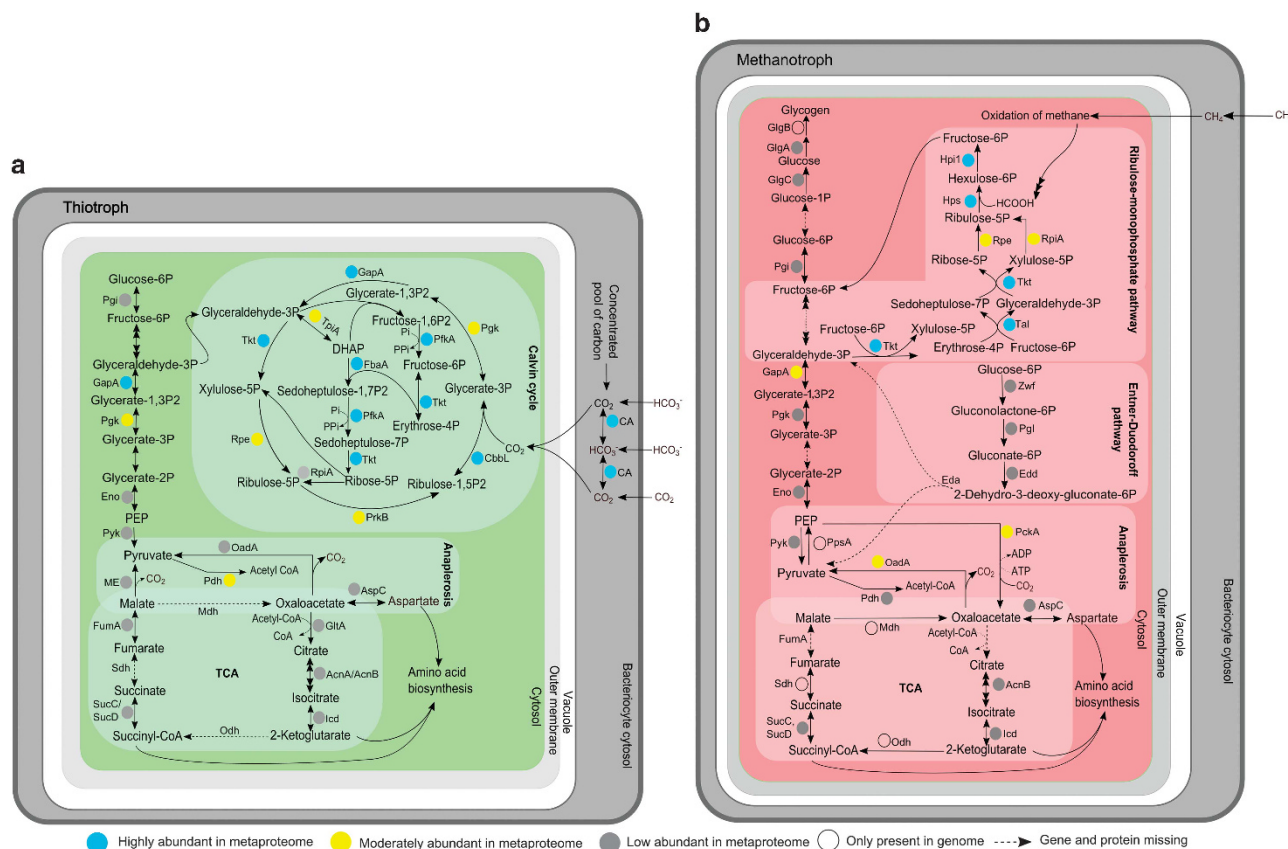 a
Thiotroph
Glucose-6P
Pgi
Fructose-6P
Glyceraldehyde-3P
GapA
Glycerate-1,3P2
Pgk
Glycerate-3P
Glycerate-2P
Eno
PEP
Pyk
Pyruvate
GapA
Glycerate-1,3P2
Glyceraldehyde-3P
TpiA
Fructose-1,6P2
Pi
PPi
PfkA
Pgk
Tkt
DHAP
FbaA
Fructose-6P
Xylulose-5P
Sedoheptulose-1,7P2
Glycerate-3P
Pi
PPi
PfkA
Tkt
Erythrose-4P
Rpe
Sedoheptulose-7P
Tkt
CbbL
RpiA
Ribulose-5P
Ribose-5P
Ribulose-1,5P2
PrkB
Calvin cycle
CO2
Concentrated
pool of carbon
CO2
HCO3-
CA
HCO3-
HCO3-
CA
CO2
CO2
OadA
CO2
Acetyl CoA
Pdh
ME
CO2
Anaplerosis
AspC
Malate
Mdh
Oxaloacetate
Aspartate
FumA
Acetyl-CoA
CoA
GltA
Fumarate
Citrate
Sdh
TCA
AcnA/AcnB
Succinate
Isocitrate
SucC/
SucD
Icd
Succinyl-CoA
Odh
2-Ketoglutarate
Amino acid
biosynthesis
Cytosol
Outer membrane
Vacuole
Bacteriocyte cytosol
b
Methanotroph
Glycogen
GlgB
GlgA
Glucose
GlgC
Glucose-1P
Glucose-6P
Pgi
Fructose-6P
Glyceraldehyde-3P
GapA
Glycerate-1,3P2
Pgk
Glycerate-3P
Glycerate-2P
Eno
PEP
Pyk
PpsA
Pyruvate
Oxidation of methane
CH4
CH
Fructose-6P
Hpi1
Hexulose-6P
Hps
HCOOH
Ribulose-5P
Rpe
RpiA
Ribose-5P
Xylulose-5P
Tkt
Sedoheptulose-7P
Glyceraldehyde-3P
Tal
Erythrose-4P
Fructose-6P
Fructose-6P
Xylulose-5P
Tkt
Ribulose-monophosphate pathway
Glucose-6P
Zwf
Gluconolactone-6P
Pgl
Gluconate-6P
Edd
Eda
2-Dehydro-3-deoxy-gluconate-6P
Entner-Duodoroff
pathway
PckA
ADP
ATP
CO2
OadA
CO2
Acetyl-CoA
Pdh
Anaplerosis
AspC
Malate
Mdh
Oxaloacetate
Aspartate
FumA
Acetyl-CoA
CoA
Fumarate
Citrate
Sdh
TCA
AcnB
Succinate
Isocitrate
SucC,
SucD
Icd
Succinyl-CoA
Odh
2-Ketoglutarate
Amino acid
biosynthesis
Cytosol
Outer membrane
Vacuole
Bacteriocyte cytosol
Highly abundant in metaproteome
Moderately abundant in metaproteome
Low abundant in metaproteome
Only present in genome
Gene and protein missing